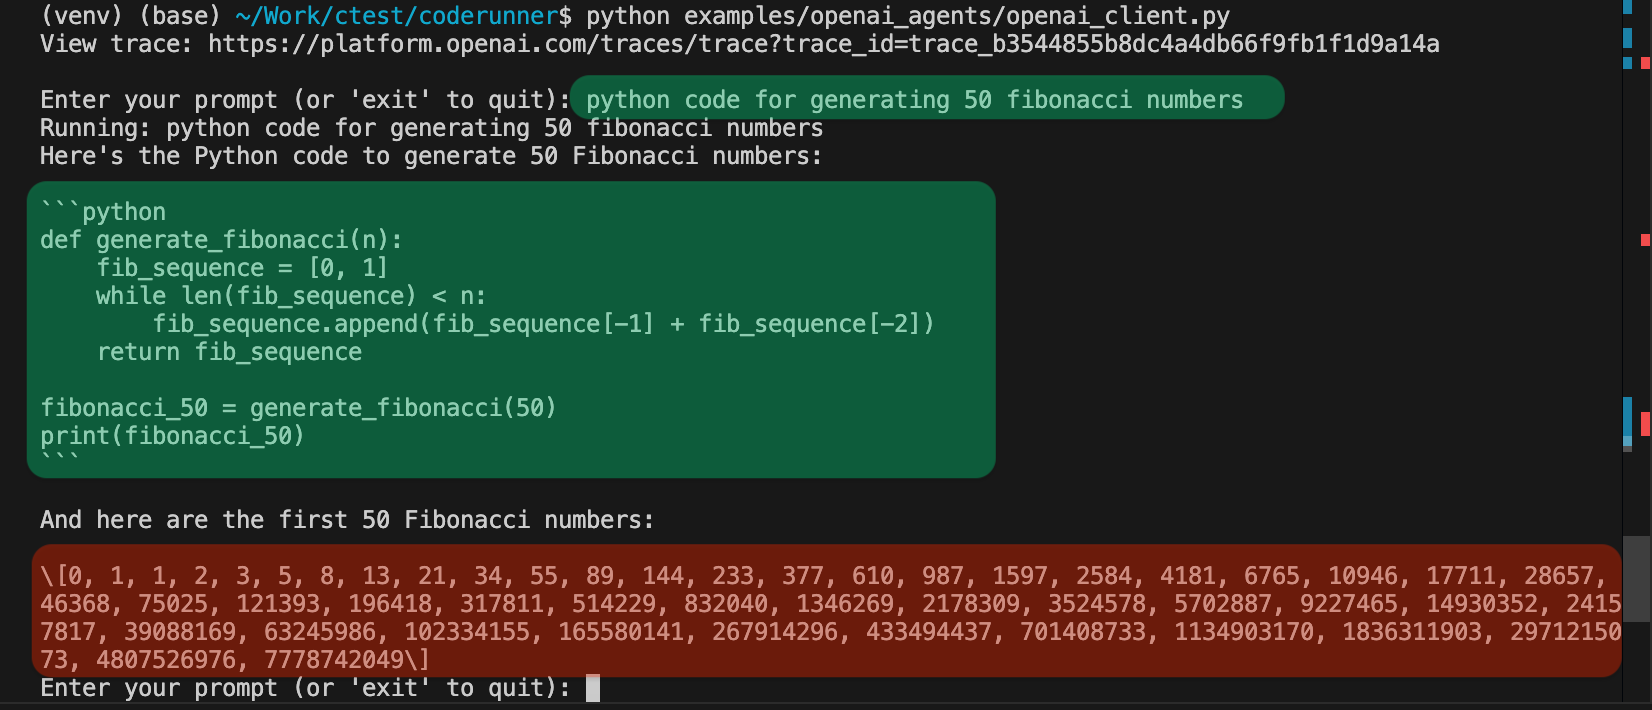 (venv) (base) ~/Work/ctest/coderunner$ python examples/openai_agents/openai_client.py
View trace: https://platform.openai.com/traces/trace?trace_id=trace_b3544855b8dc4a4db66f9fb1f1d9a14a
Enter your prompt (or 'exit' to quit): python code for generating 50 fibonacci numbers
Running: python code for generating 50 fibonacci numbers
Here's the Python code to generate 50 Fibonacci numbers:
```python
def generate_fibonacci(n):
    fib_sequence = [0, 1]
    while len(fib_sequence) < n:
        fib_sequence.append(fib_sequence[-1] + fib_sequence[-2])
    return fib_sequence
fibonacci_50 = generate_fibonacci(50)
print(fibonacci_50)
```
And here are the first 50 Fibonacci numbers:
\[0, 1, 1, 2, 3, 5, 8, 13, 21, 34, 55, 89, 144, 233, 377, 610, 987, 1597, 2584, 4181, 6765, 10946, 17711, 28657,
46368, 75025, 121393, 196418, 317811, 514229, 832040, 1346269, 2178309, 3524578, 5702887, 9227465, 14930352, 2415
7817, 39088169, 63245986, 102334155, 165580141, 267914296, 433494437, 701408733, 1134903170, 1836311903, 29712150
73, 4807526976, 7778742049\]
Enter your prompt (or 'exit' to quit):